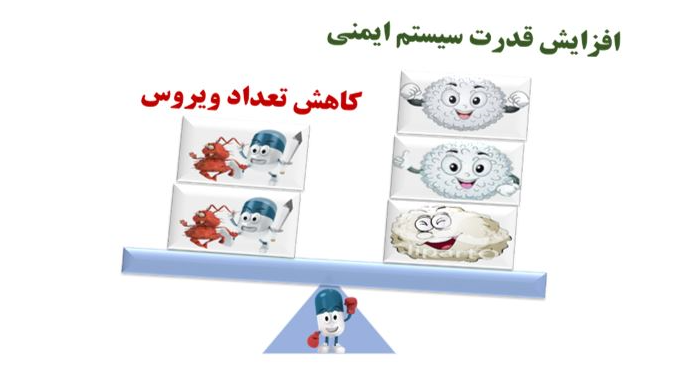 افزایش قدرت سیستم ایمنی
کاهش تعداد ویروس